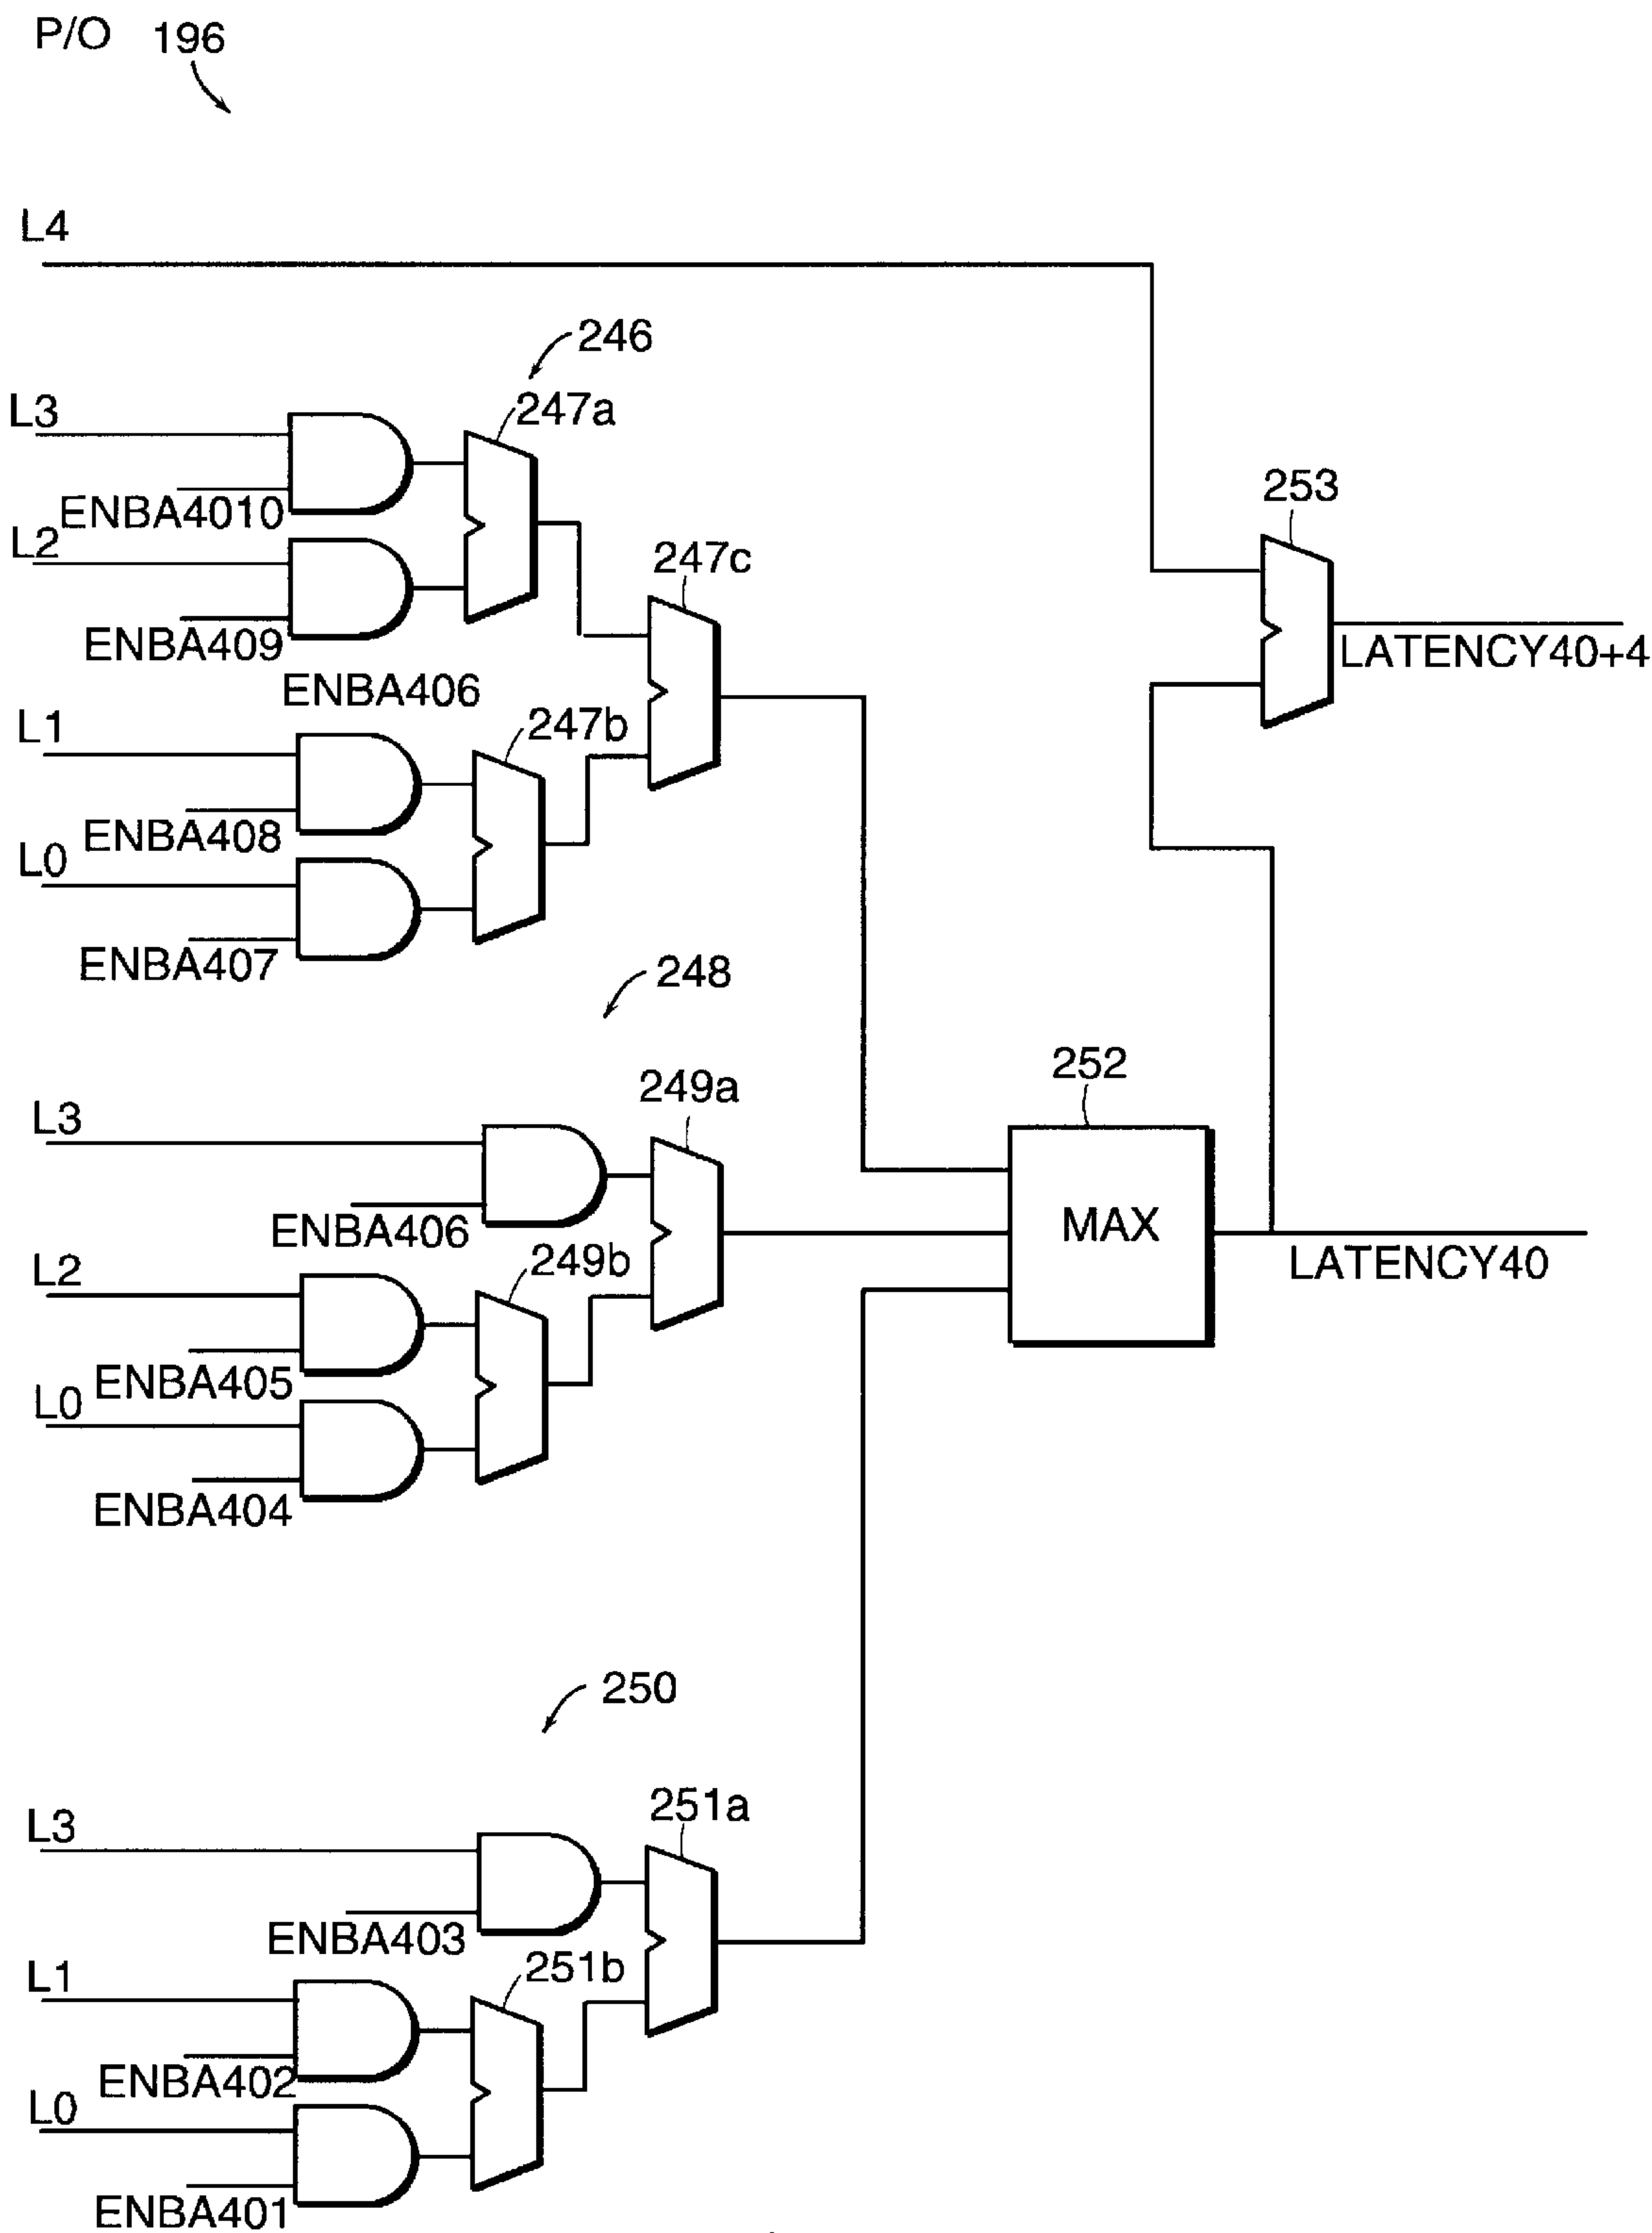 P/O 196
L4
246
L3
247a
ENBA4010
253
L2
247c
ENBA409
LATENCY40+4
ENBA406
L1
247b
ENBA408
L0
ENBA407
248
252
249a
L3
MAX
ENBA406
249b
L2
LATENCY40
ENBA405
L0
ENBA404
250
251a
L3
ENBA403
251b
L1
ENBA402
L0
ENBA401